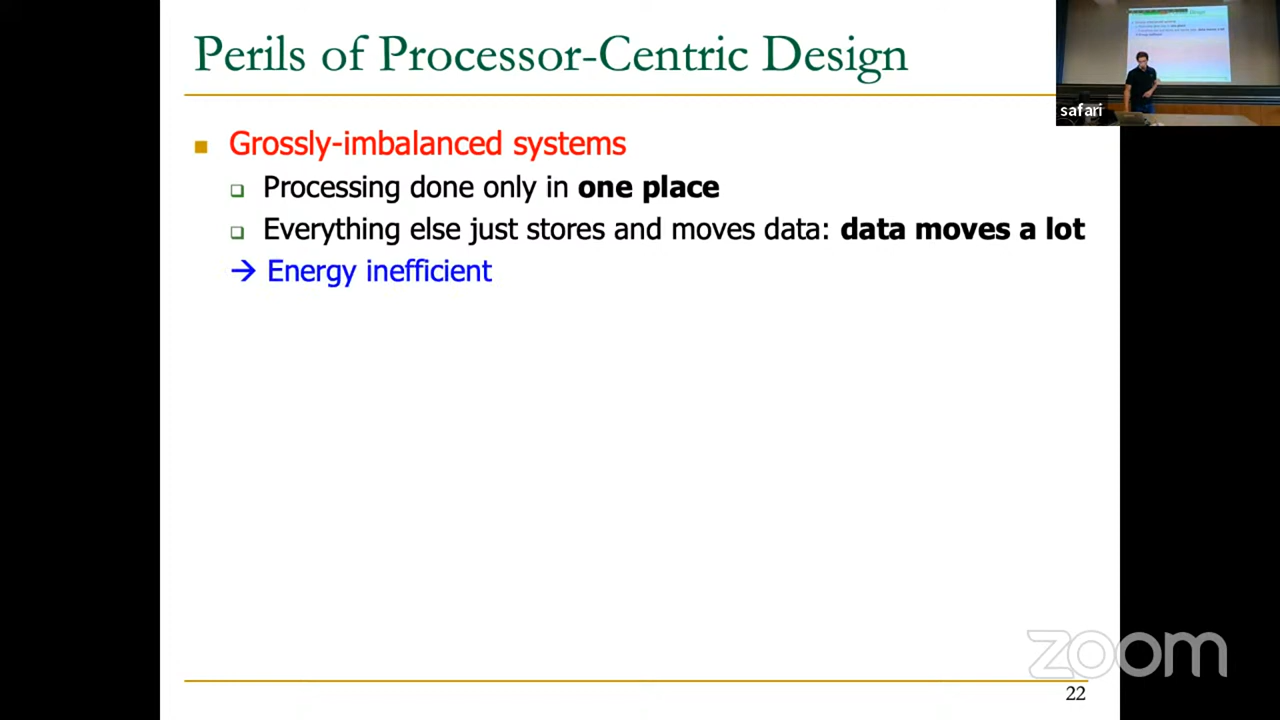 Perils of Processor-Centric Design
safari
Grossly-imbalanced systems
Processing done only in one place
Everything else just stores and moves data: data moves a lot
→ Energy inefficient
zoom
22